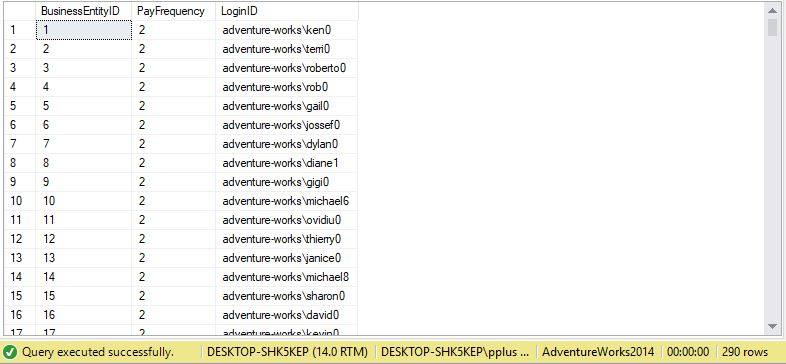 BusinessEntityID PayFrequency LoginID
1 1 2 adventure-works\ken0
2 2 2 adventure-works\terri0
3 3 2 adventure-works\roberto0
4 4 2 adventure-works\rob0
5 5 2 adventure-works\gail0
6 6 2 adventure-works\jossef0
7 7 2 adventure-works\dylan0
8 8 2 adventure-works\diane1
9 9 2 adventure-works\gigi0
10 10 2 adventure-works\michael6
11 11 2 adventure-works\ovidiu0
12 12 2 adventure-works\thierry0
13 13 2 adventure-works\janice0
14 14 2 adventure-works\michael8
15 15 2 adventure-works\sharon0
16 16 2 adventure-works\david0
17 17 2 adventure-works\kevin0
Query executed successfully. DESKTOP-SHK5KEP (14.0 RTM) DESKTOP-SHK5KEP\pplus ... AdventureWorks2014 00:00:00 290 rows